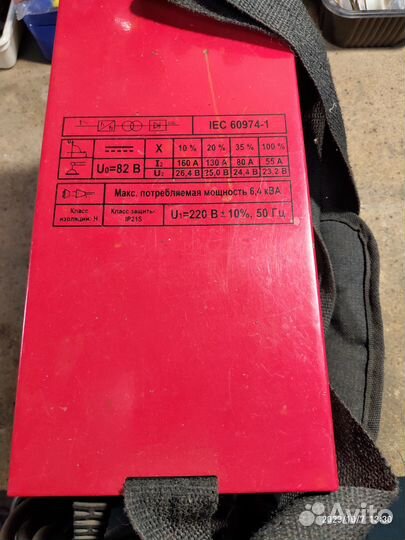 IEC 60974-1
X 10 % 20 % 35 % 100 %
U₀=82 В I₂ 160 А 130 А 80 А 55 А
U₂ 26,4 В 25,0 В 24,4 В 23,2 В
Макс. потребляемая мощность 6,4 кВА
Класс изоляции: H Класс защиты: IP21S U₁=220 В ± 10%, 50 Гц
Avito
2023/10/7 13:30